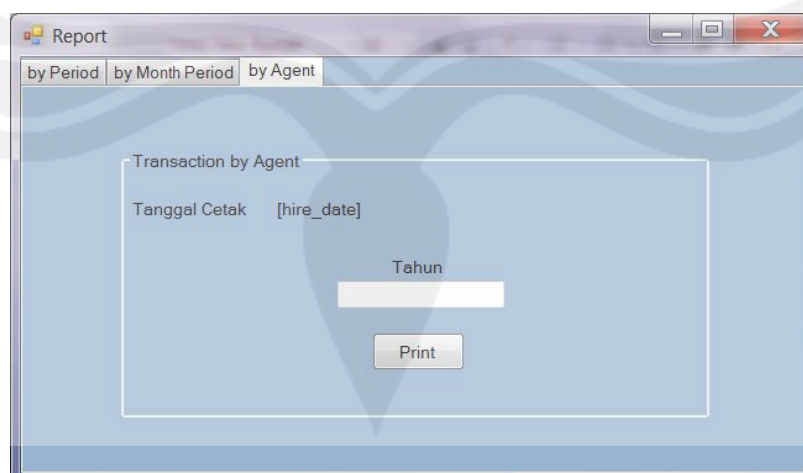 Report
by Period by Month Period by Agent
Transaction by Agent
Tanggal Cetak [hire_date]
Tahun
Print